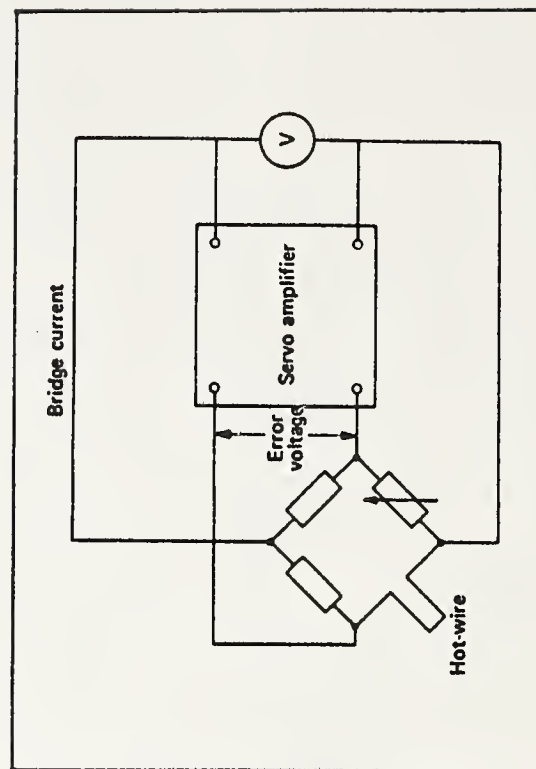 Bridge current
V
Servo amplifier
Error
voltage
Hot-wire